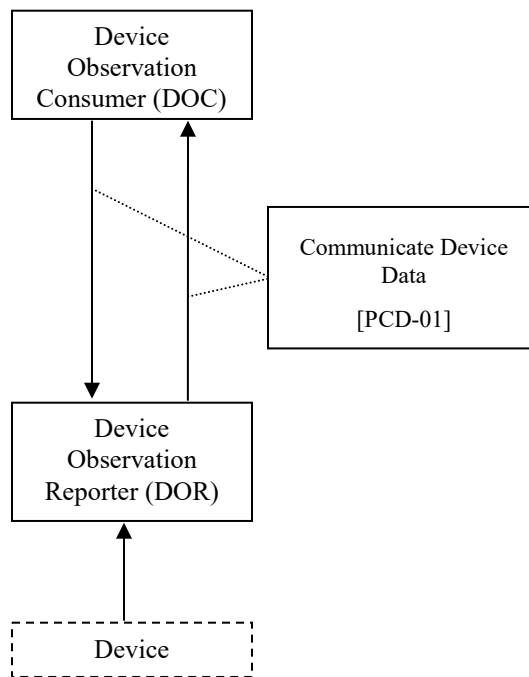 Device
Observation
Consumer (DOC)
Communicate Device
Data
[PCD-01]
Device
Observation
Reporter (DOR)
Device